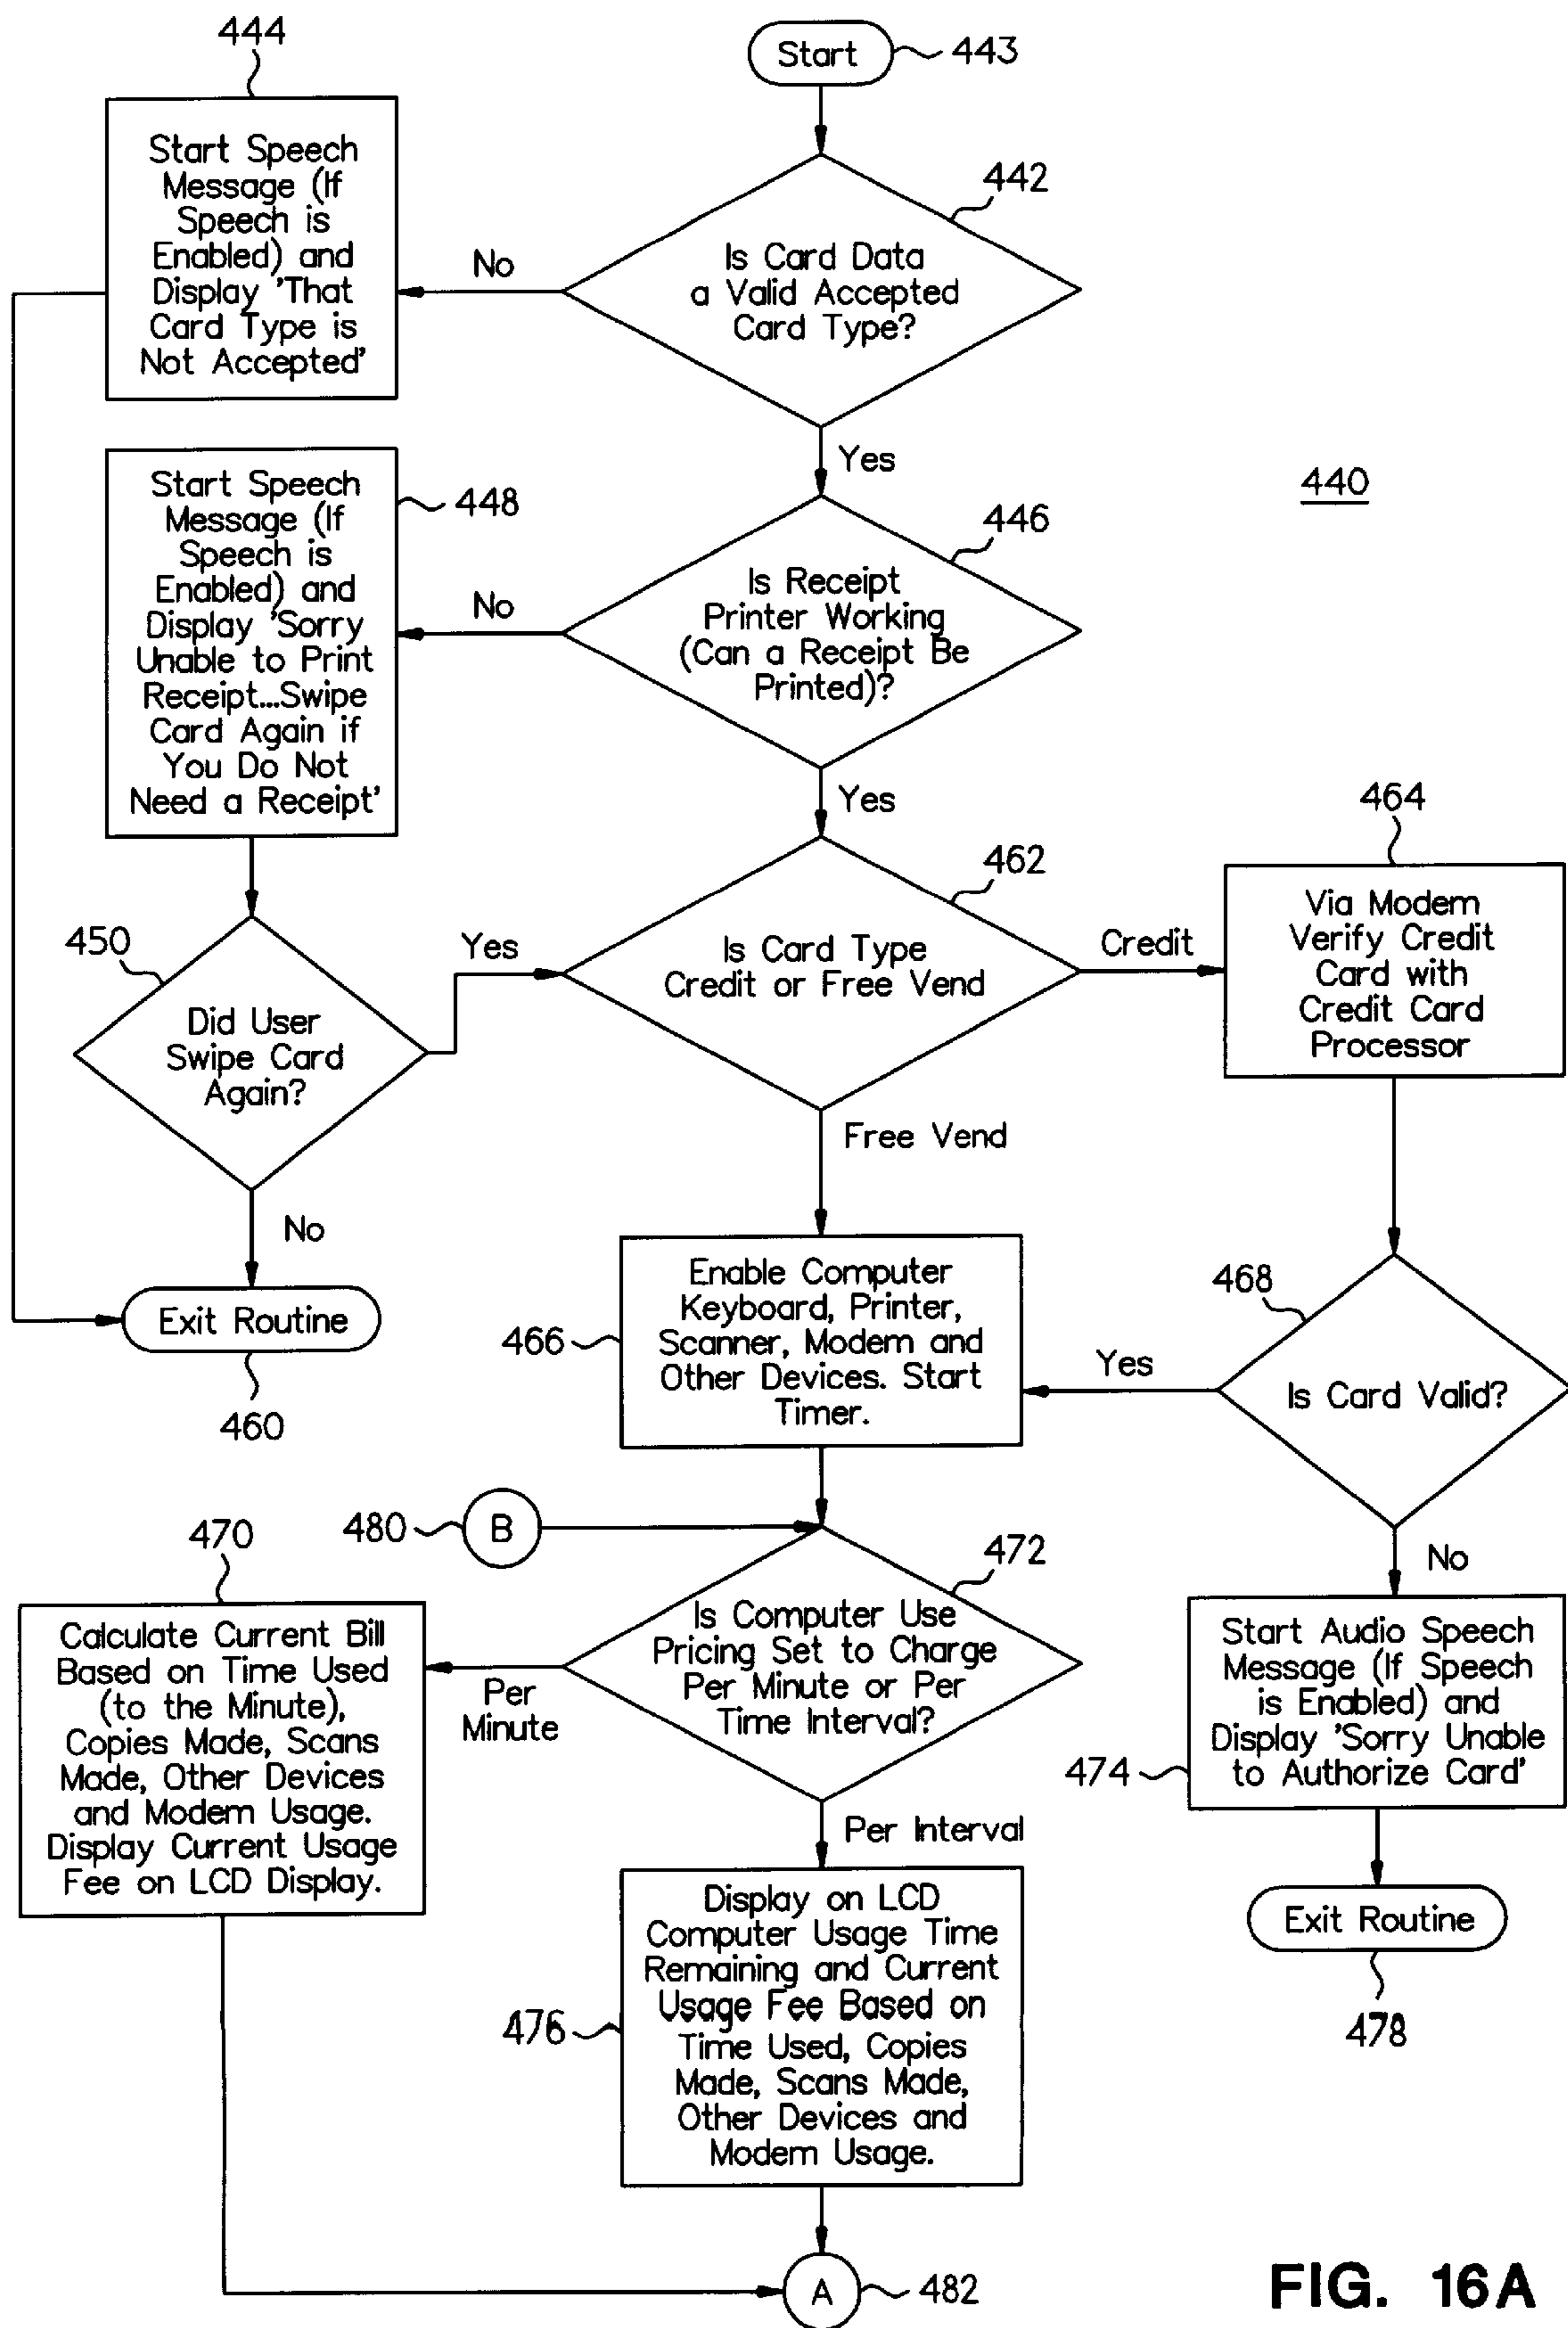 444
Start
443
Start Speech
Message (If
Speech is
Enabled) and
Display 'That
Card Type is
Not Accepted'
442
Is Card Data
a Valid Accepted
Card Type?
No
Yes
440
Start Speech
Message (If
Speech is
Enabled) and
Display 'Sorry
Unable to Print
Receipt...Swipe
Card Again if
You Do Not
Need a Receipt'
448
446
Is Receipt
Printer Working
(Can a Receipt Be
Printed)?
No
Yes
464
Via Modem
Verify Credit
Card with
Credit Card
Processor
462
Is Card Type
Credit or Free Vend
Credit
Yes
450
Did User
Swipe Card
Again?
Free Vend
No
Exit Routine
460
466
Enable Computer
Keyboard, Printer,
Scanner, Modem and
Other Devices. Start
Timer.
468
Is Card Valid?
Yes
No
480
B
470
472
Is Computer Use
Pricing Set to Charge
Per Minute or Per
Time Interval?
Per
Minute
Calculate Current Bill
Based on Time Used
(to the Minute),
Copies Made, Scans
Made, Other Devices
and Modem Usage.
Display Current Usage
Fee on LCD Display.
Start Audio Speech
Message (If Speech
is Enabled) and
Display 'Sorry Unable
to Authorize Card'
474
Per Interval
Exit Routine
478
476
Display on LCD
Computer Usage Time
Remaining and Current
Usage Fee Based on
Time Used, Copies
Made, Scans Made,
Other Devices and
Modem Usage.
A
482
FIG. 16A